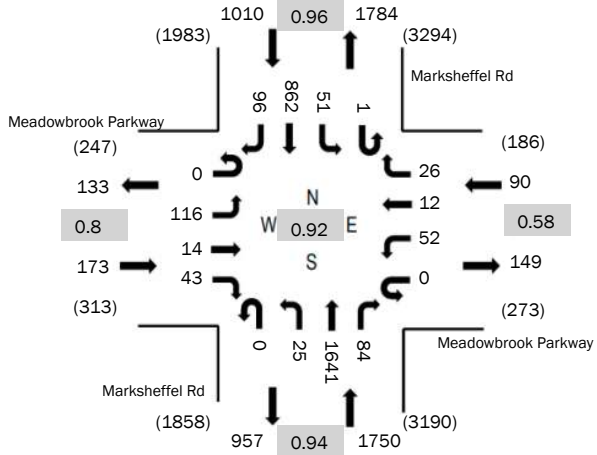 1010 0.96 1784
(1983) (3294)
Marksheffel Rd
96 862 51 1
Meadowbrook Parkway
(247) (186)
0 26
133 90
116 12
N
W 0.92 E
S
0.8 0.58
14 52
173 149
43 0
(313) (273)
0 25 1641 84
Meadowbrook Parkway
Marksheffel Rd
(1858) (3190)
957 0.94 1750